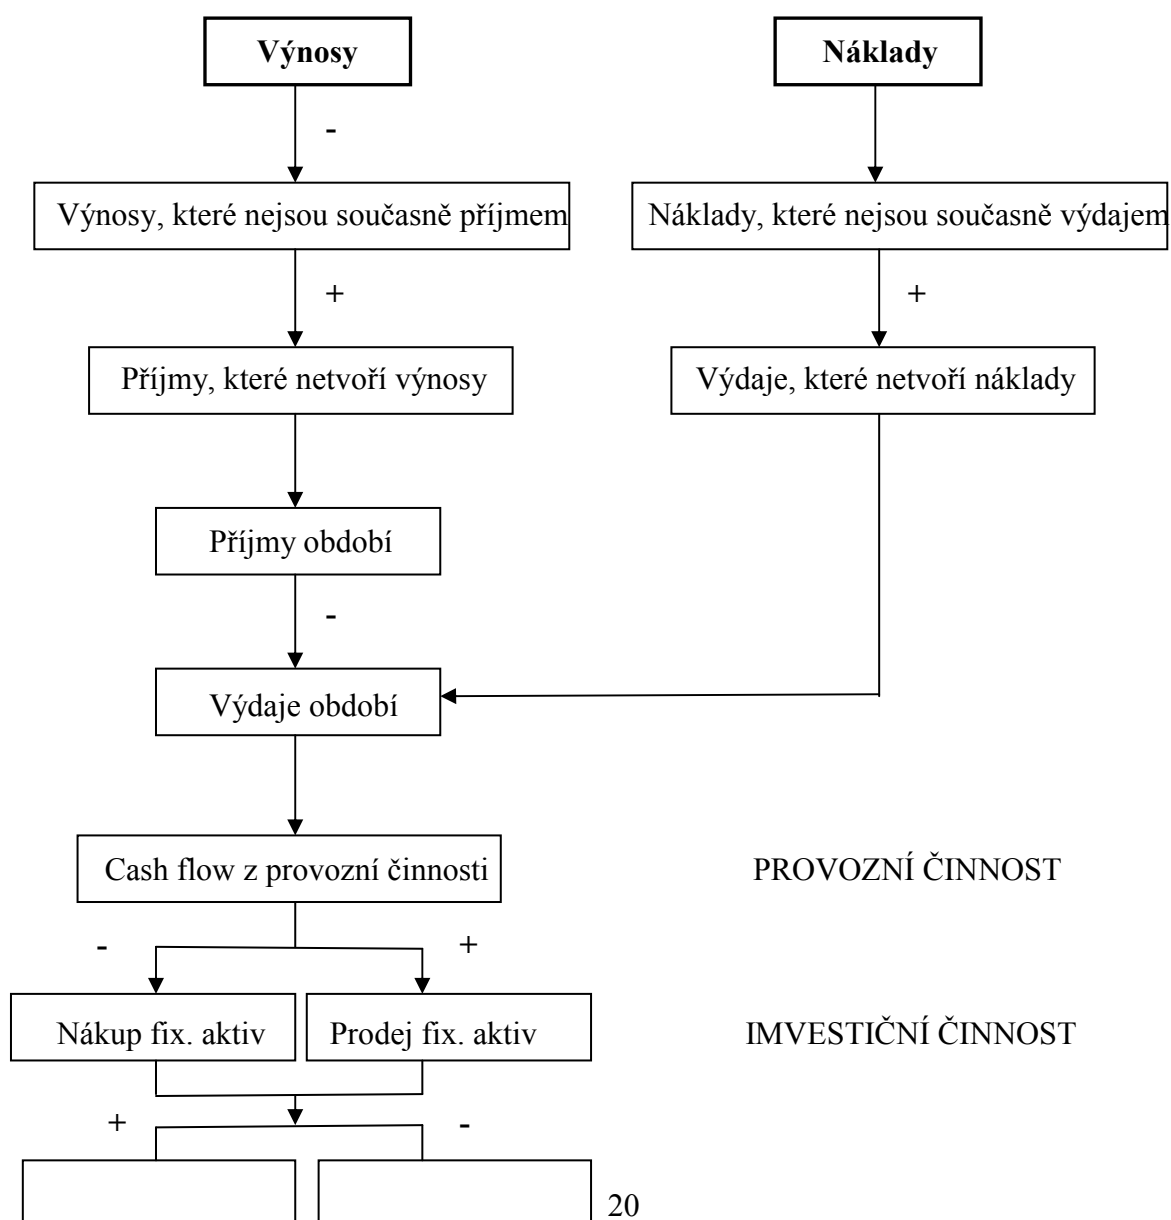 Výnosy
Náklady
-
Výnosy, které nejsou současně příjmem
Náklady, které nejsou současně výdajem
+
+
Příjmy, které netvoří výnosy
Výdaje, které netvoří náklady
Příjmy období
-
Výdaje období
Cash flow z provozní činnosti
PROVOZNÍ ČINNOST
-
+
Nákup fix. aktiv
Prodej fix. aktiv
IMVESTIČNÍ ČINNOST
+
-
20